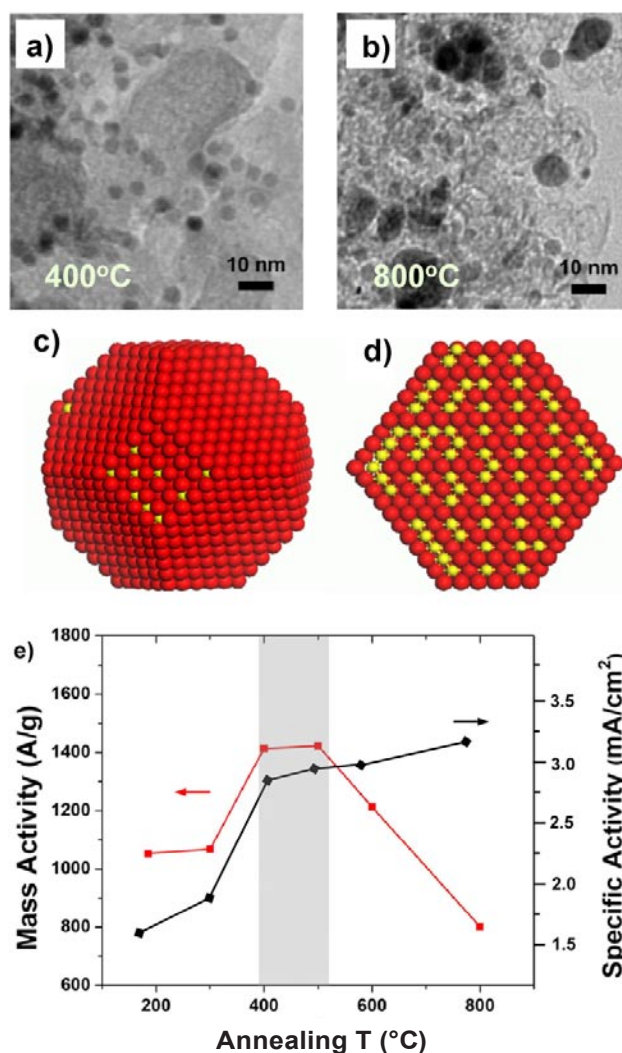 a)
400°C
10 nm
b)
800°C
10 nm
c)
d)
e)
Mass Activity (A/g)
1800
1600
1400
1200
1000
800
600
200
400
600
800
Annealing T (°C)
3.5
3.0
2.5
2.0
1.5
Specific Activity (mA/cm²)